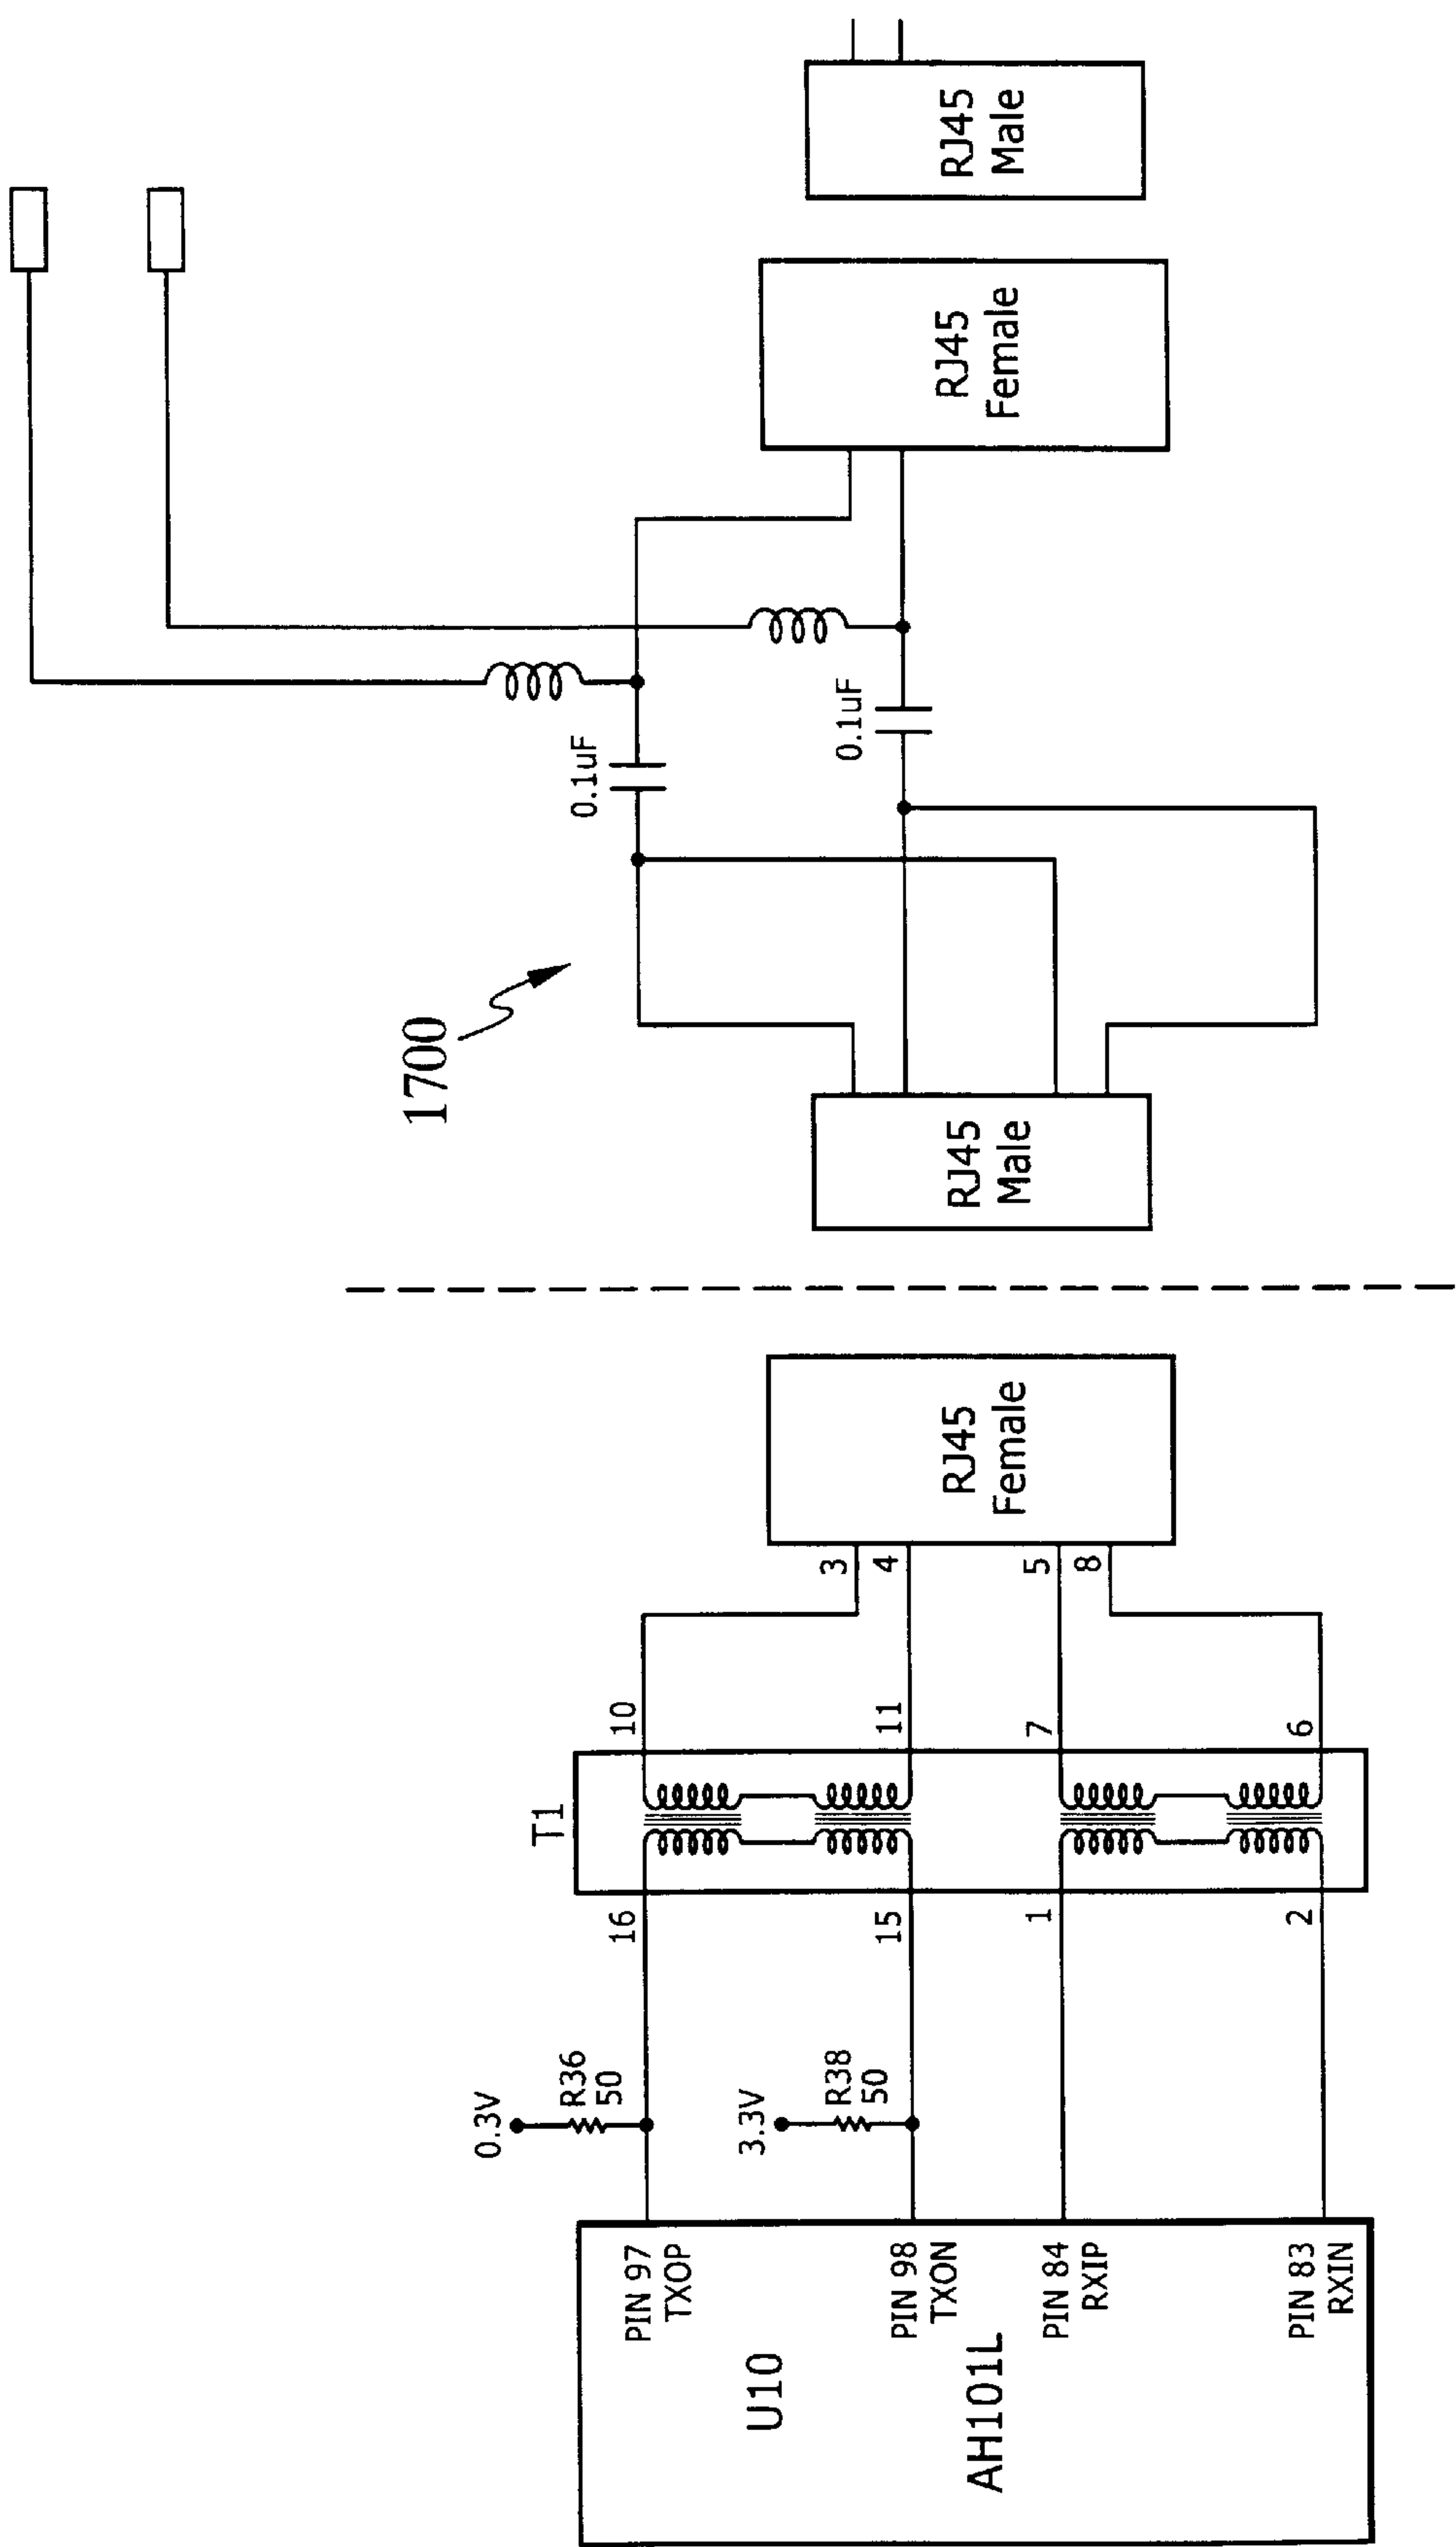 U10
AH101L
PIN 97
TXOP
PIN 98
TXON
PIN 84
RXIP
PIN 83
RXIN
0.3V
R36
50
3.3V
R38
50
16
15
1
2
T1
10
11
7
6
3
4
5
8
RJ45
Female
1700
RJ45
Male
0.1uF
0.1uF
RJ45
Female
RJ45
Male